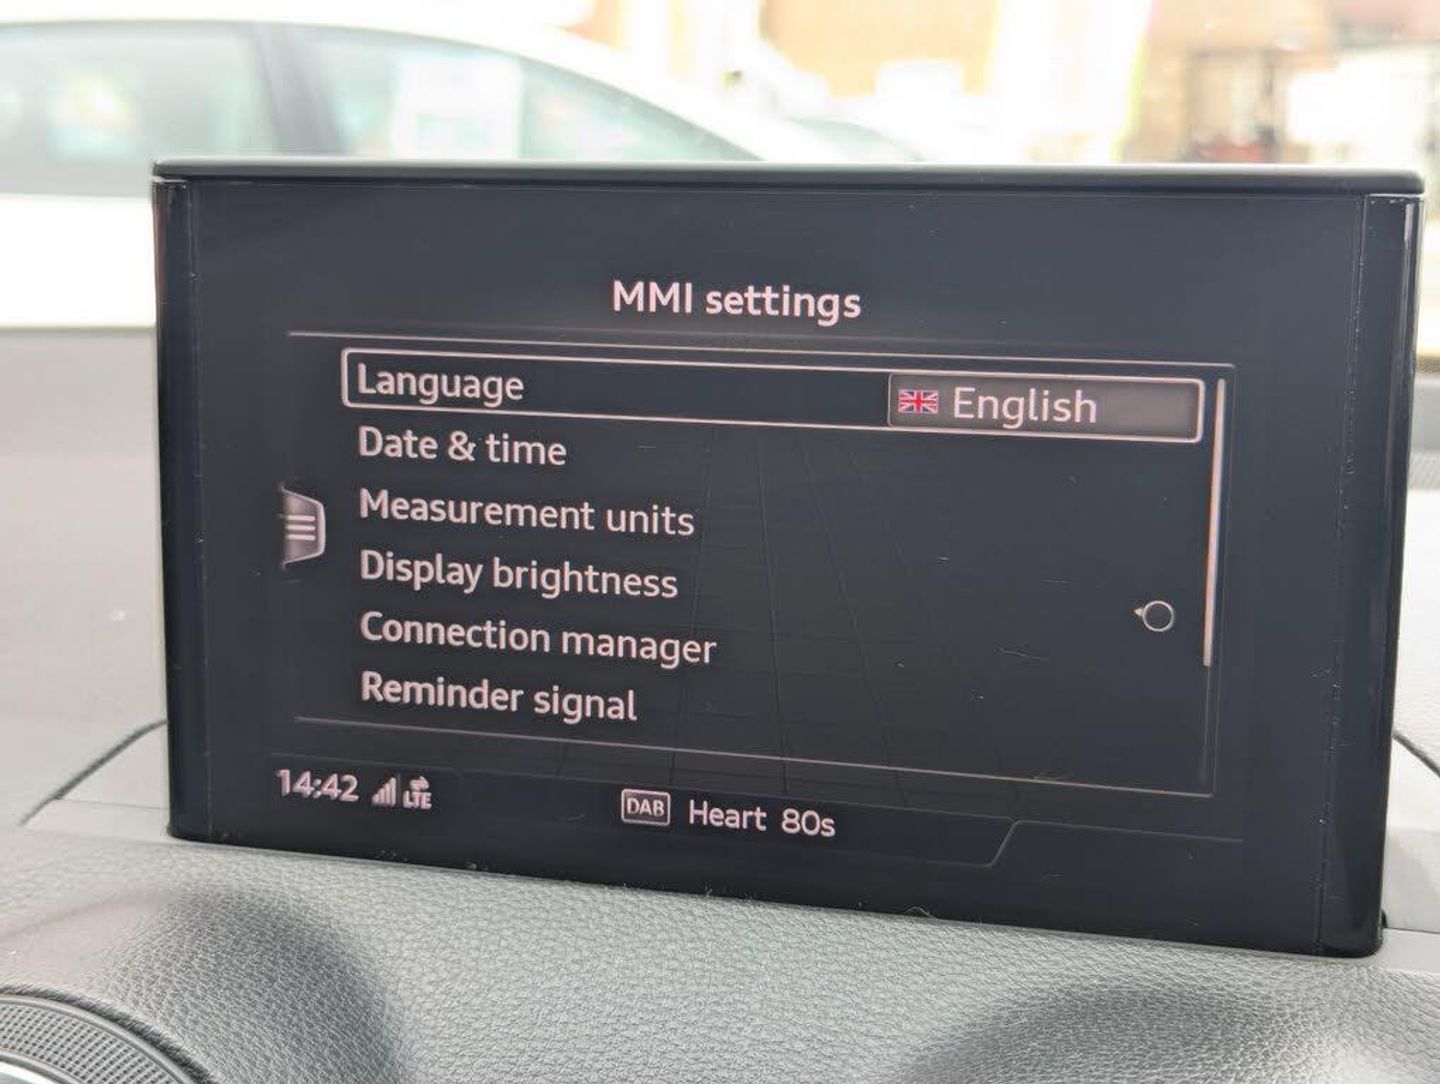 MMI settings
Language English
Date & time
Measurement units
Display brightness
Connection manager
Reminder signal
14:42 LTE DAB Heart 80s